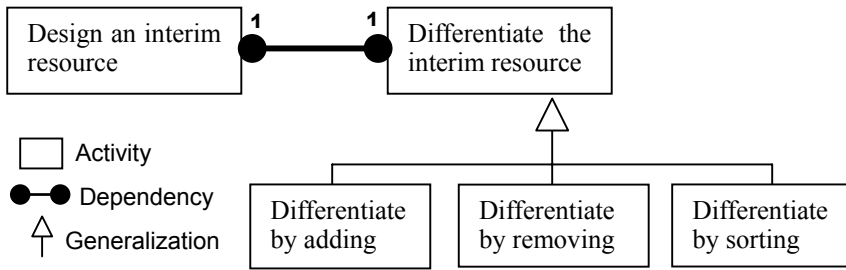 1 1
Design an interim
resource
Differentiate the
interim resource
Activity
Dependency
Generalization
Differentiate
by adding
Differentiate
by removing
Differentiate
by sorting